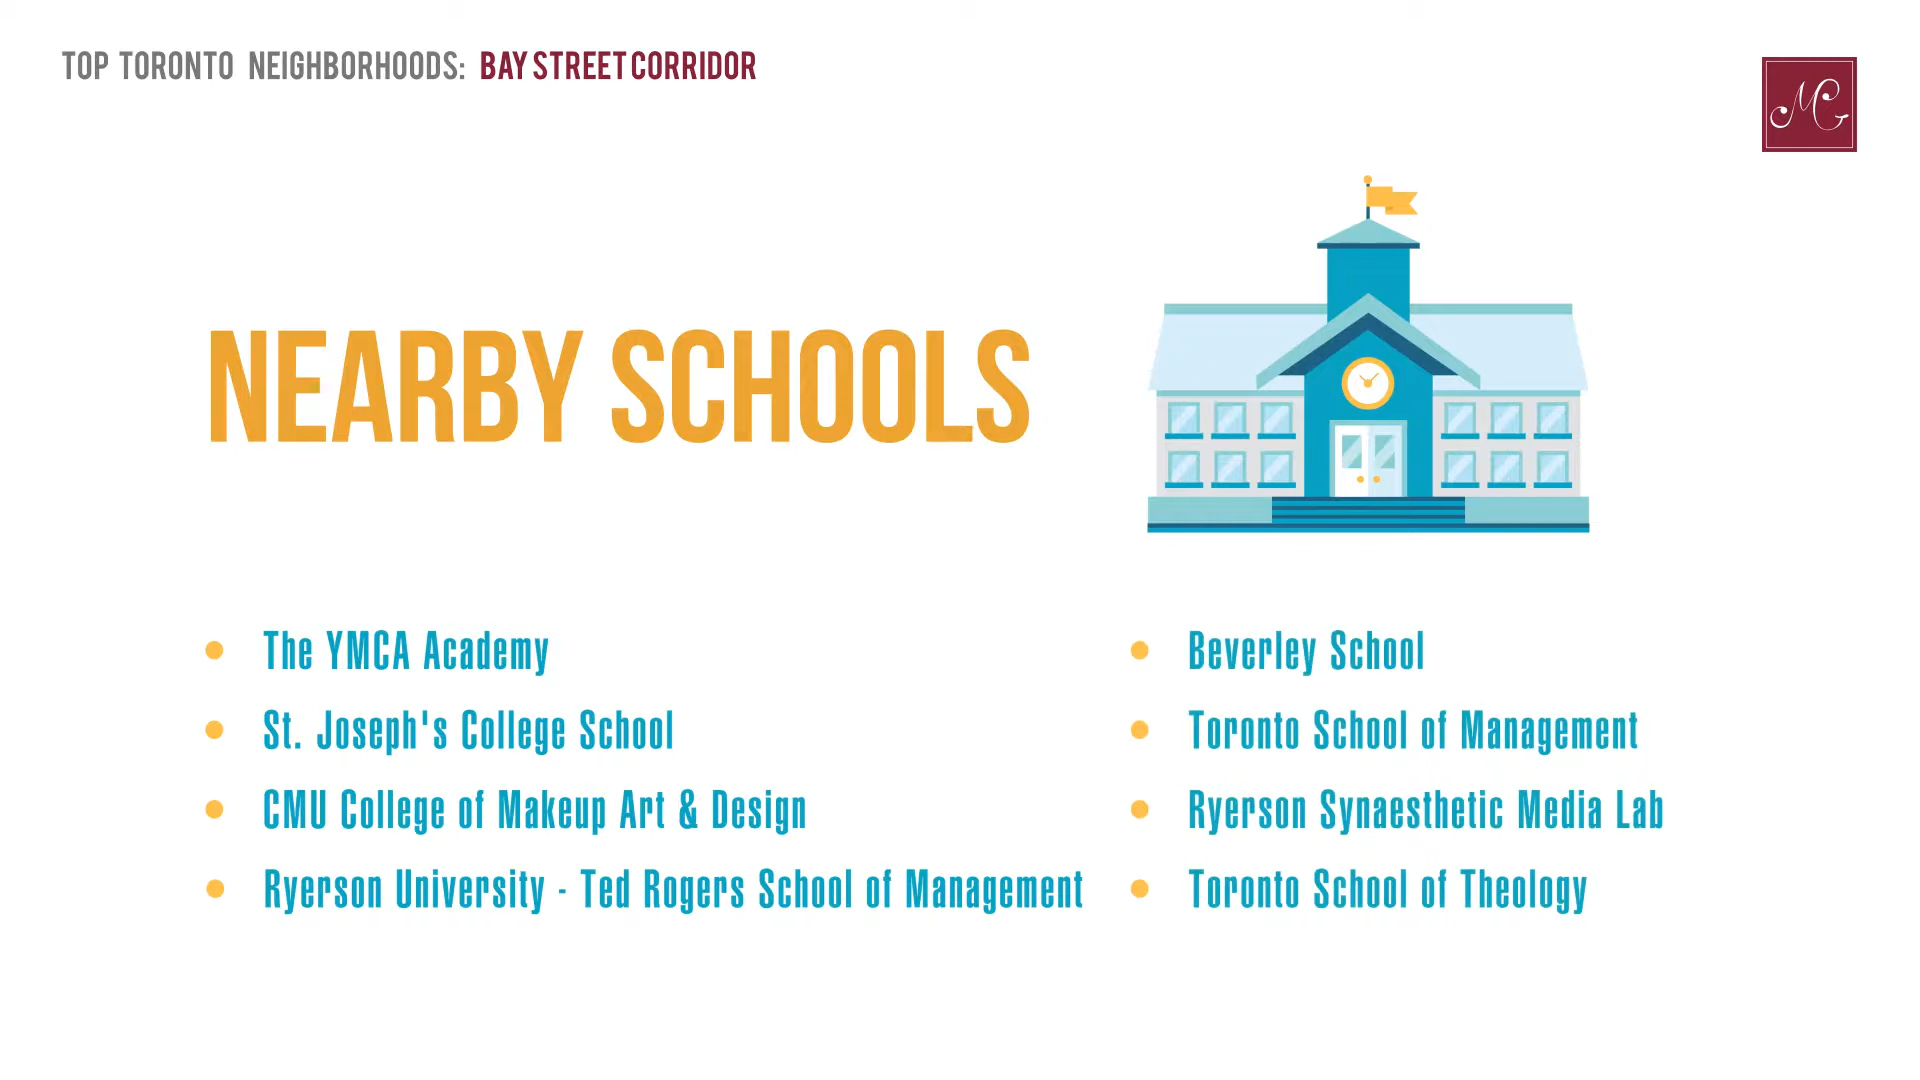 TOP TORONTO NEIGHBORHOODS: BAY STREET CORRIDOR
MG
NEARBY SCHOOLS
The YMCA Academy
St. Joseph's College School
CMU College of Makeup Art & Design
Ryerson University - Ted Rogers School of Management
Beverley School
Toronto School of Management
Ryerson Synaesthetic Media Lab
Toronto School of Theology